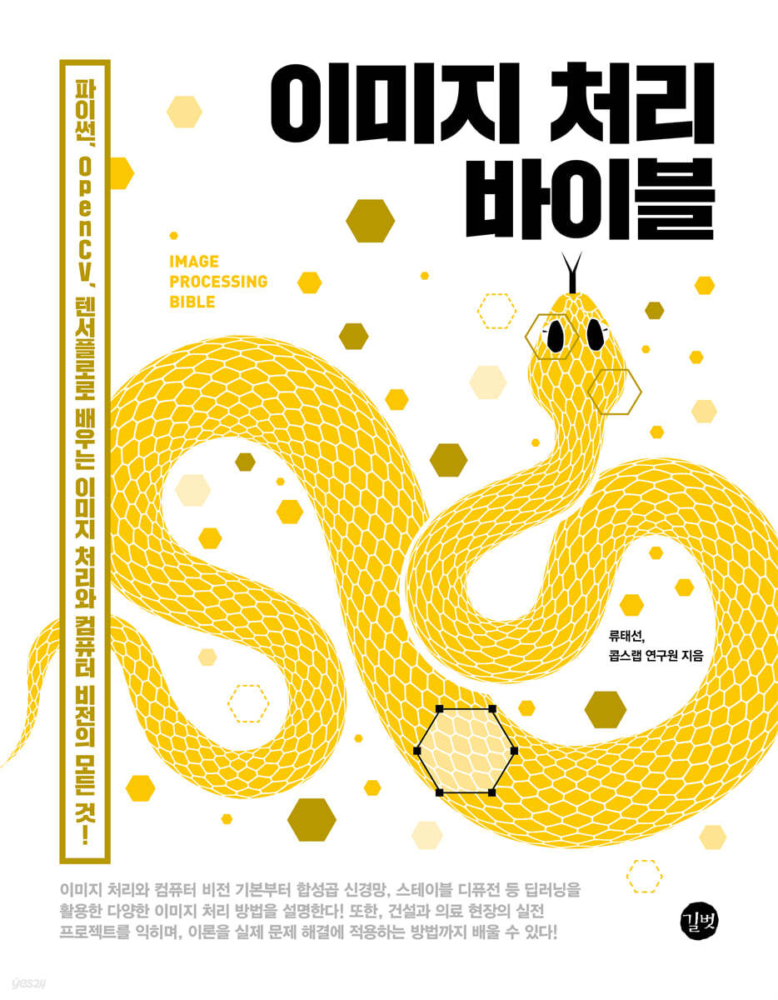 이미지 처리
바이블
파이썬, OpenCV, 텐서플로로 배우는 이미지 처리와 컴퓨터 비전의 모든 것!
IMAGE
PROCESSING
BIBLE
류태선,
콥스랩 연구원 지음
이미지 처리와 컴퓨터 비전 기본부터 합성곱 신경망, 스테이블 디퓨전 등 딥러닝을
활용한 다양한 이미지 처리 방법을 설명한다! 또한, 건설과 의료 현장의 실전
프로젝트를 익히며, 이론을 실제 문제 해결에 적용하는 방법까지 배울 수 있다!
길벗
yes24